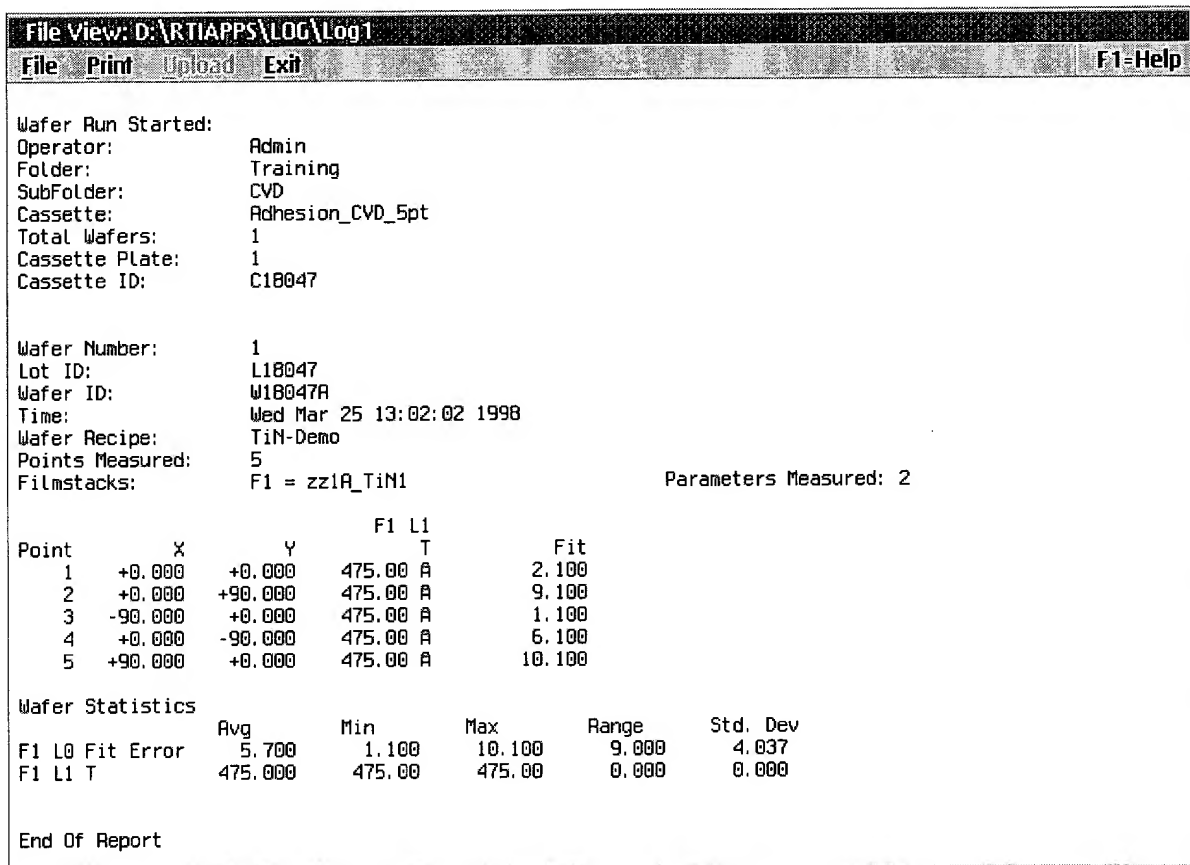 File View: D:\RTIAPPS\LOG\Log1
File Print Upload Exit F1=Help
Wafer Run Started:
Operator: Admin
Folder: Training
SubFolder: CVD
Cassette: Adhesion_CVD_5pt
Total Wafers: 1
Cassette Plate: 1
Cassette ID: C18047
Wafer Number: 1
Lot ID: L18047
Wafer ID: W18047A
Time: Wed Mar 25 13:02:02 1998
Wafer Recipe: TiN-Demo
Points Measured: 5
Filmstacks: F1 = zz1A_TiN1 Parameters Measured: 2
F1 L1
Point X Y T Fit
1 +0.000 +0.000 475.00 A 2.100
2 +0.000 +90.000 475.00 A 9.100
3 -90.000 +0.000 475.00 A 1.100
4 +0.000 -90.000 475.00 A 6.100
5 +90.000 +0.000 475.00 A 10.100
Wafer Statistics
Avg Min Max Range Std. Dev
F1 L0 Fit Error 5.700 1.100 10.100 9.000 4.037
F1 L1 T 475.000 475.00 475.00 0.000 0.000
End Of Report